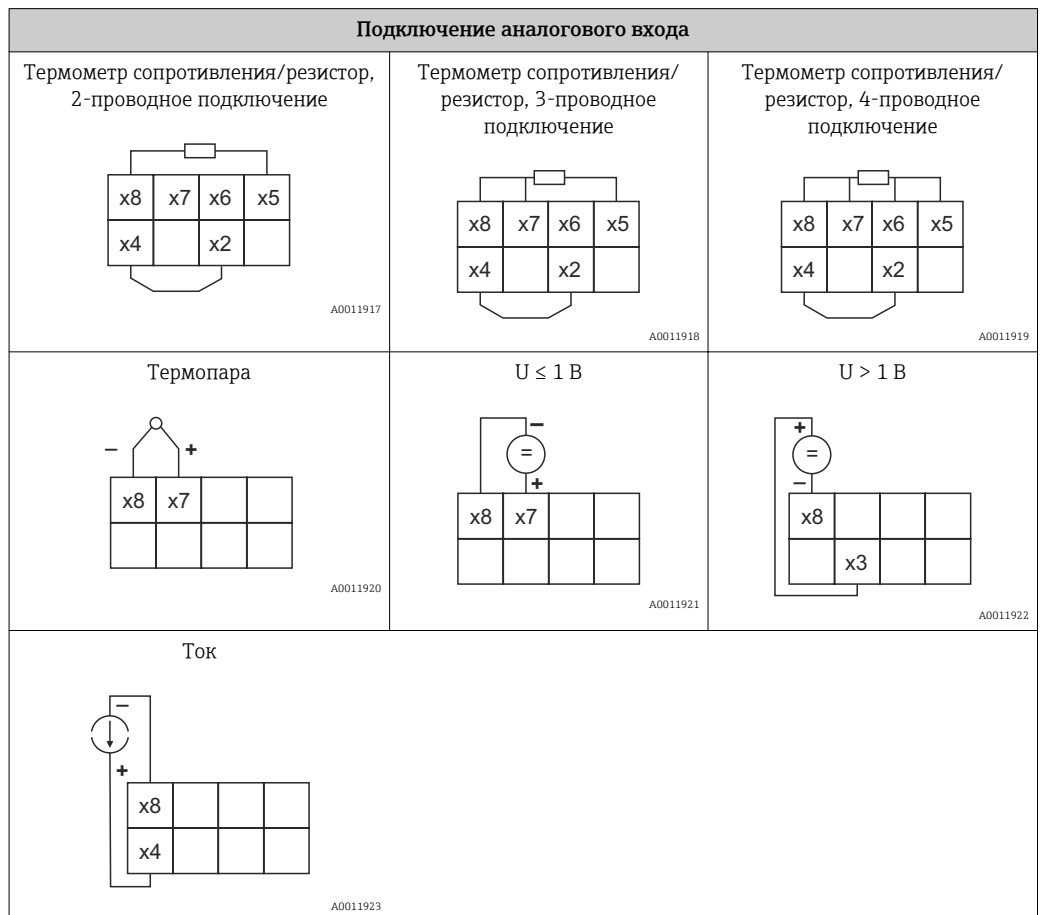 Подключение аналогового входа
Термометр сопротивления/резистор,
2-проводное подключение
x8 x7 x6 x5
x4 x2
A0011917
Термометр сопротивления/
резистор, 3-проводное
подключение
x8 x7 x6 x5
x4 x2
A0011918
Термометр сопротивления/
резистор, 4-проводное
подключение
x8 x7 x6 x5
x4 x2
A0011919
Термопара
– +
x8 x7
A0011920
U ≤ 1 В
–
=
+
x8 x7
A0011921
U > 1 В
+
=
–
x8
x3
A0011922
Ток
–
+
x8
x4
A0011923